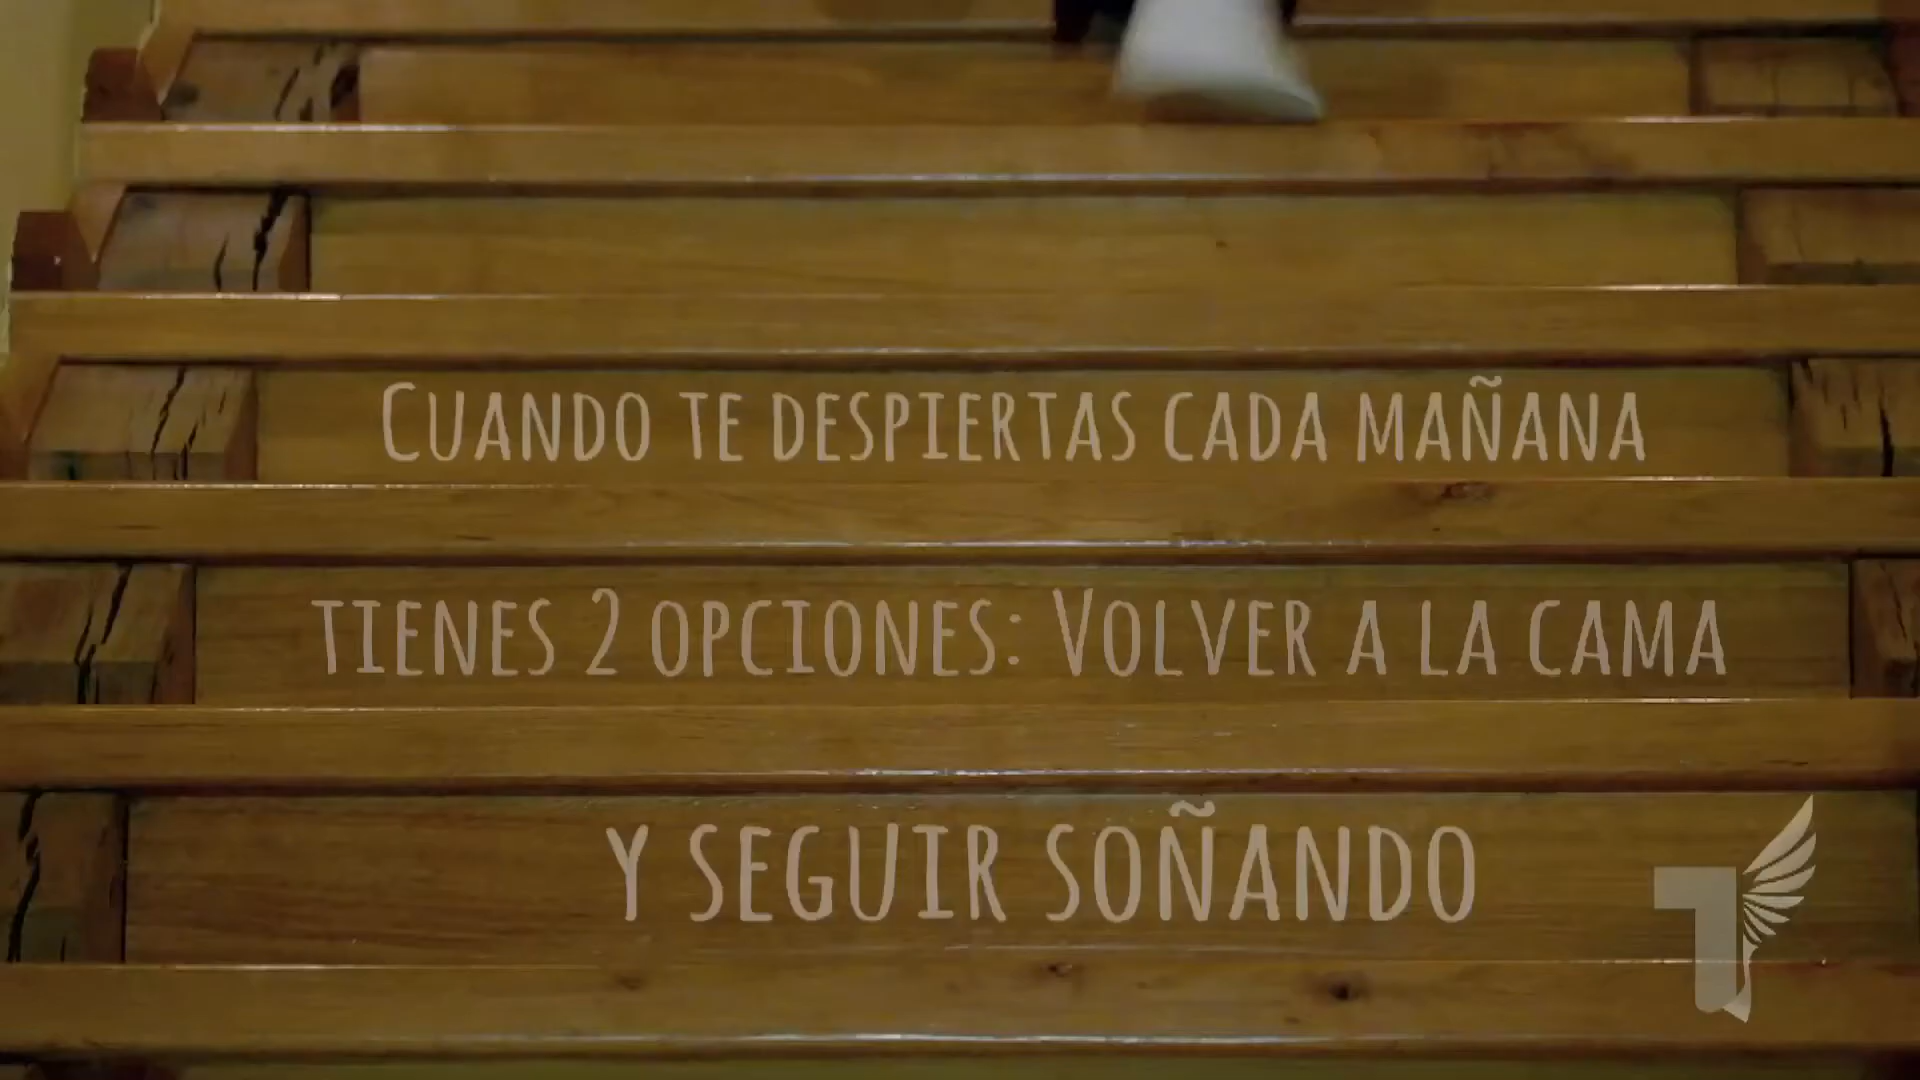 Cuando te despiertas cada mañana
tienes 2 opciones: Volver a la cama
y seguir soñando